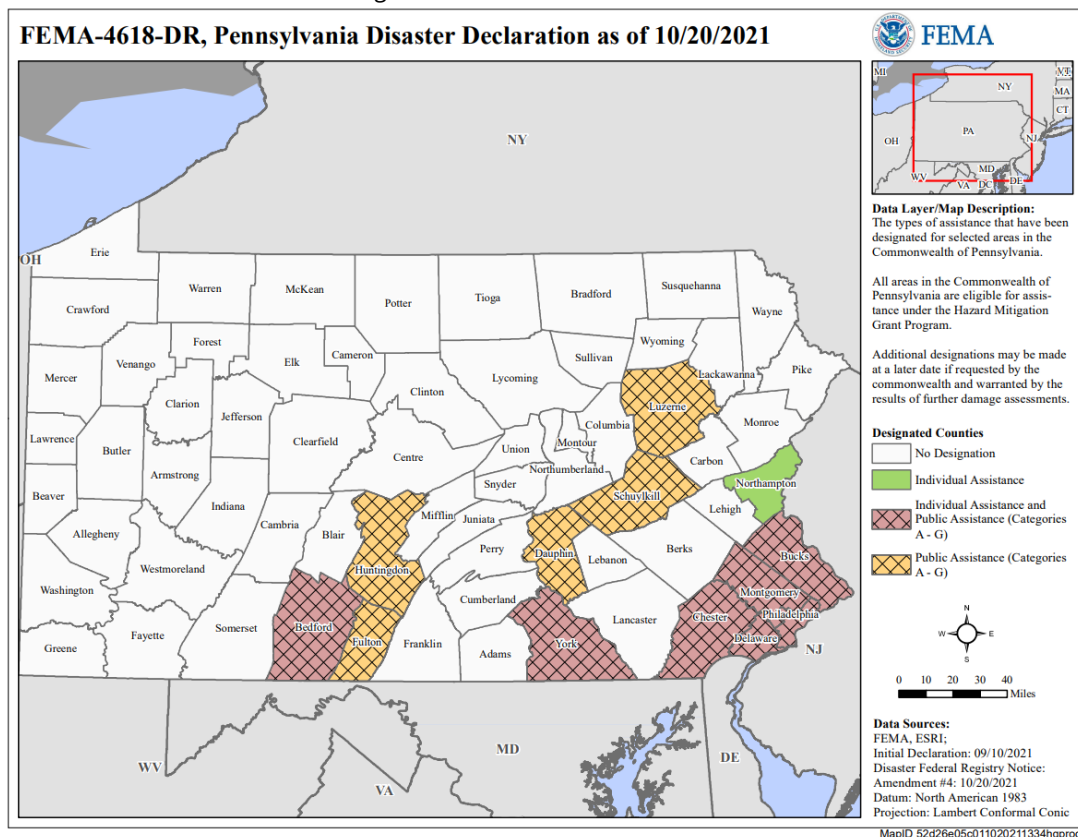 FEMA-4618-DR, Pennsylvania Disaster Declaration as of 10/20/2021
FEMA
NY
OH
Erie
Crawford
Warren
McKean
Potter
Tioga
Bradford
Susquehanna
Wayne
Wyoming
Lackawanna
Pike
Mercer
Venango
Forest
Elk
Cameron
Clinton
Lycoming
Sullivan
Luzerne
Monroe
Clarion
Jefferson
Clearfield
Centre
Union
Montour
Columbia
Northumberland
Carbon
Northampton
Lawrence
Butler
Armstrong
Snyder
Schuylkill
Lehigh
Beaver
Indiana
Cambria
Blair
Mifflin
Juniata
Allegheny
Westmoreland
Huntingdon
Perry
Dauphin
Lebanon
Berks
Bucks
Washington
Cumberland
Montgomery
Philadelphia
Greene
Fayette
Somerset
Bedford
Fulton
Franklin
Adams
York
Lancaster
Chester
Delaware
NJ
WV
VA
MD
DE
MI
NY
VT
MA
CT
OH
PA
NJ
WV
VA
MD
DC
DE
Data Layer/Map Description:
The types of assistance that have been
designated for selected areas in the
Commonwealth of Pennsylvania.
All areas in the Commonwealth of
Pennsylvania are eligible for assis-
tance under the Hazard Mitigation
Grant Program.
Additional designations may be made
at a later date if requested by the
commonwealth and warranted by the
results of further damage assessments.
Designated Counties
No Designation
Individual Assistance
Individual Assistance and
Public Assistance (Categories
A - G)
Public Assistance (Categories
A - G)
N
W
E
S
0 10 20 30 40
Miles
Data Sources:
FEMA, ESRI;
Initial Declaration: 09/10/2021
Disaster Federal Registry Notice:
Amendment #4: 10/20/2021
Datum: North American 1983
Projection: Lambert Conformal Conic
MapID 52d26e05c011020211334hqprod